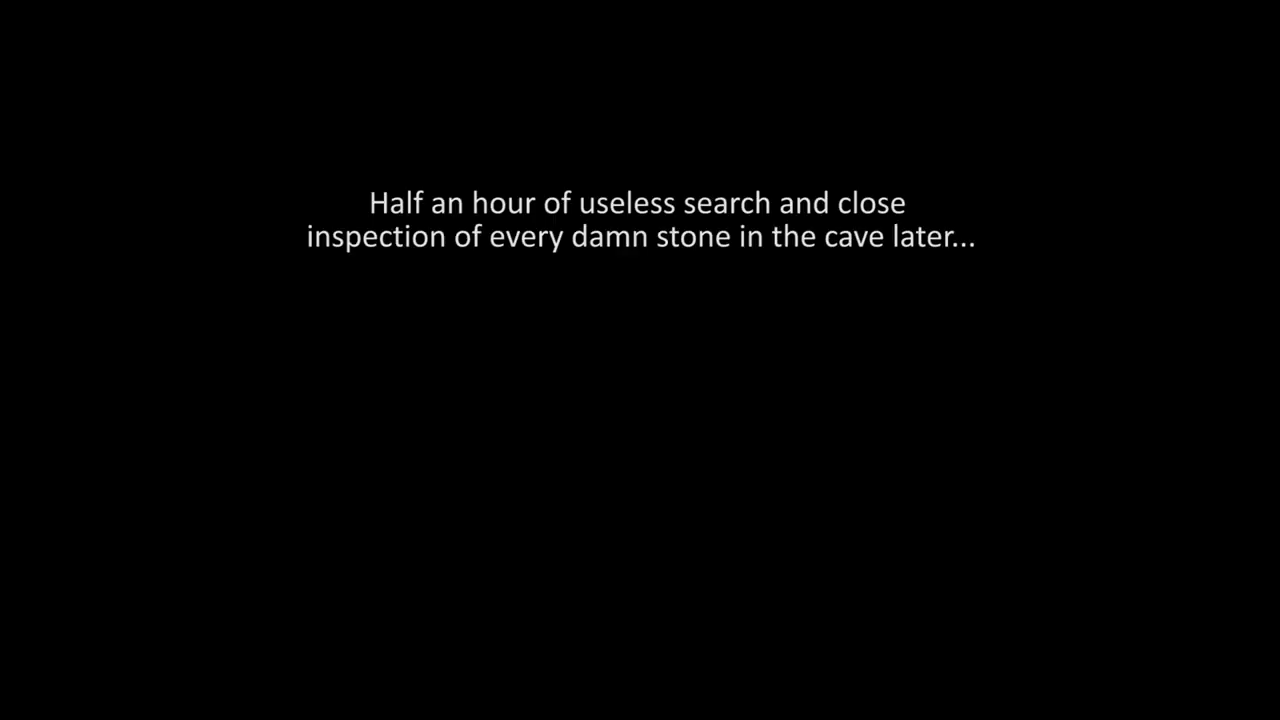 Half an hour of useless search and close
inspection of every damn stone in the cave later...